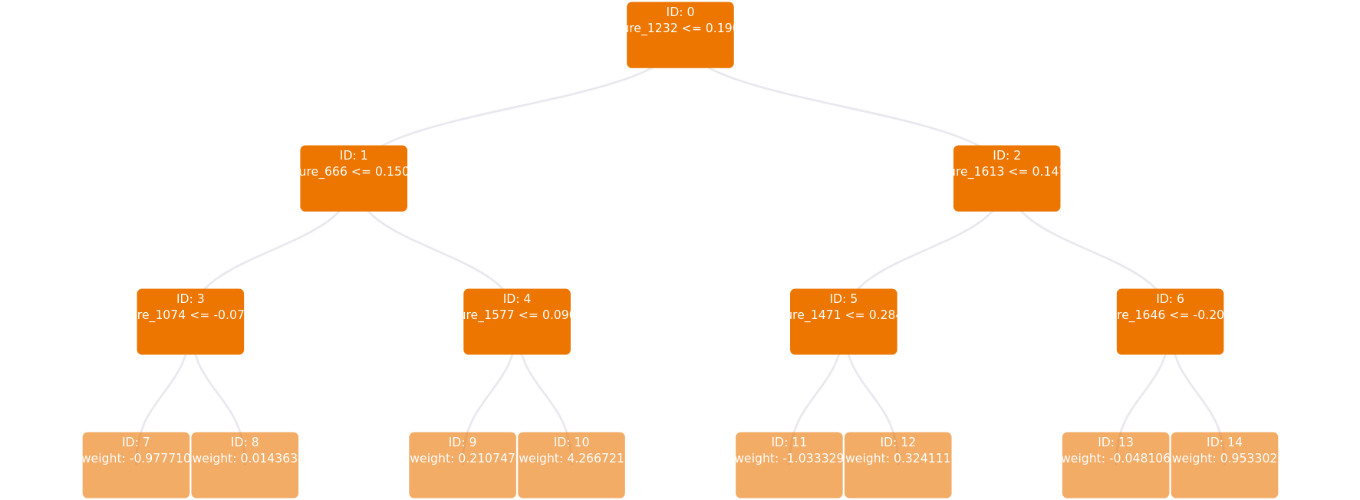 ID: 0
ure_1232 <= 0.19
ID: 1
ure_666 <= 0.150
ID: 2
ure_1613 <= 0.14
ID: 3
re_1074 <= -0.07
ID: 4
ure_1577 <= 0.09
ID: 5
ure_1471 <= 0.28
ID: 6
re_1646 <= -0.20
ID: 7
weight: -0.977710
ID: 8
weight: 0.014363
ID: 9
weight: 0.210747
ID: 10
weight: 4.266721
ID: 11
weight: -1.033329
ID: 12
weight: 0.324111
ID: 13
weight: -0.048106
ID: 14
weight: 0.953302